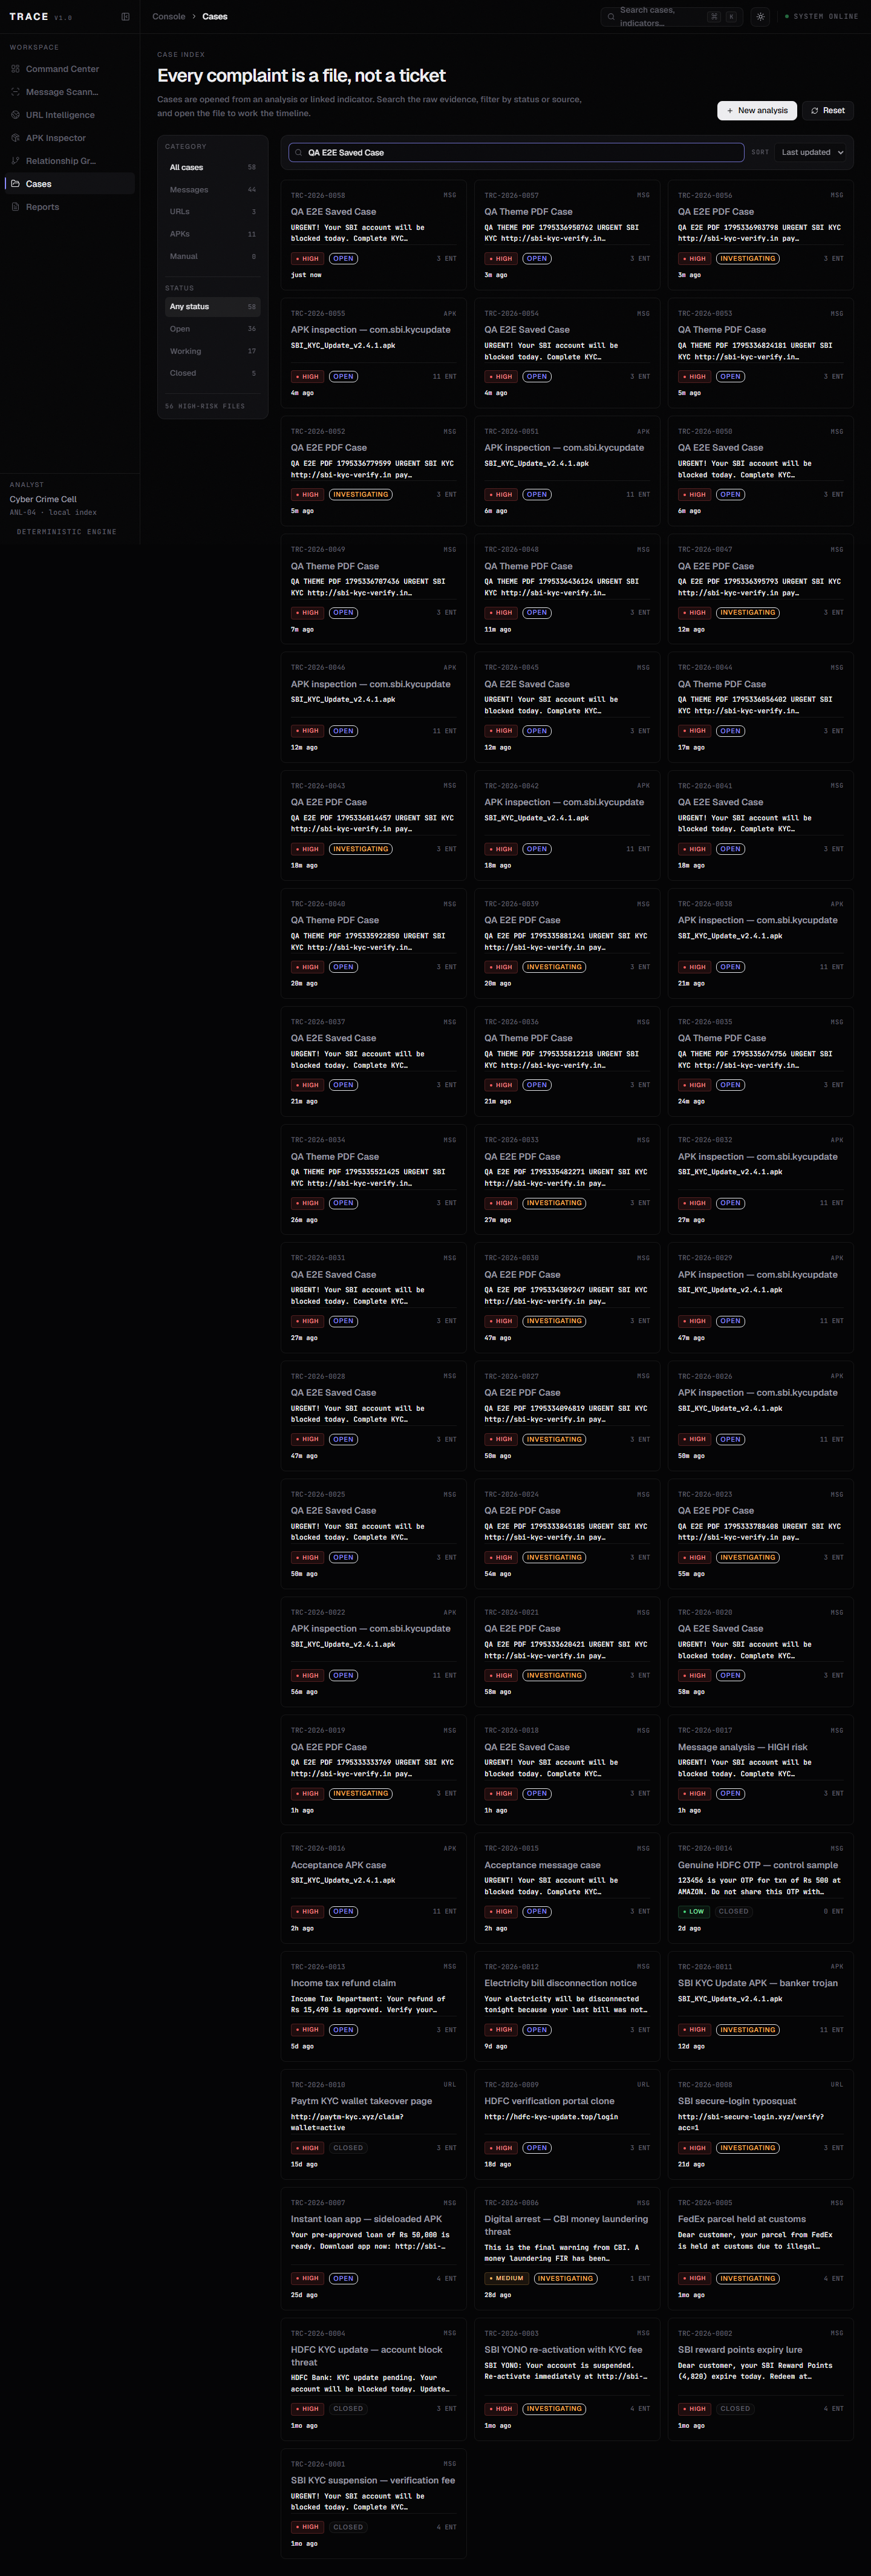 TRACE v1.0
Console > Cases
Search cases, indicators…
⌘ K
SYSTEM ONLINE
WORKSPACE
Command Center
Message Scann…
URL Intelligence
APK Inspector
Relationship Gr…
Cases
Reports
ANALYST
Cyber Crime Cell
ANL-04 · local index
DETERMINISTIC ENGINE
CASE INDEX
Every complaint is a file, not a ticket
Cases are opened from an analysis or linked indicator. Search the raw evidence, filter by status or source,
and open the file to work the timeline.
New analysis
Reset
CATEGORY
All cases 58
Messages 44
URLs 3
APKs 11
Manual 0
STATUS
Any status 58
Open 36
Working 17
Closed 5
56 HIGH-RISK FILES
QA E2E Saved Case
SORT Last updated
TRC-2026-0058 MSG
QA E2E Saved Case
URGENT! Your SBI account will be
blocked today. Complete KYC…
HIGH OPEN 3 ENT
just now
TRC-2026-0057 MSG
QA Theme PDF Case
QA THEME PDF 1795336950762 URGENT SBI
KYC http://sbi-kyc-verify.in…
HIGH OPEN 3 ENT
3m ago
TRC-2026-0056 MSG
QA E2E PDF Case
QA E2E PDF 1795336903798 URGENT SBI KYC
http://sbi-kyc-verify.in pay…
HIGH INVESTIGATING 3 ENT
3m ago
TRC-2026-0055 APK
APK inspection — com.sbi.kycupdate
SBI_KYC_Update_v2.4.1.apk
HIGH OPEN 11 ENT
4m ago
TRC-2026-0054 MSG
QA E2E Saved Case
URGENT! Your SBI account will be
blocked today. Complete KYC…
HIGH OPEN 3 ENT
4m ago
TRC-2026-0053 MSG
QA Theme PDF Case
QA THEME PDF 1795336824181 URGENT SBI
KYC http://sbi-kyc-verify.in…
HIGH OPEN 3 ENT
5m ago
TRC-2026-0052 MSG
QA E2E PDF Case
QA E2E PDF 1795336779599 URGENT SBI KYC
http://sbi-kyc-verify.in pay…
HIGH INVESTIGATING 3 ENT
5m ago
TRC-2026-0051 APK
APK inspection — com.sbi.kycupdate
SBI_KYC_Update_v2.4.1.apk
HIGH OPEN 11 ENT
6m ago
TRC-2026-0050 MSG
QA E2E Saved Case
URGENT! Your SBI account will be
blocked today. Complete KYC…
HIGH OPEN 3 ENT
6m ago
TRC-2026-0049 MSG
QA Theme PDF Case
QA THEME PDF 1795336707436 URGENT SBI
KYC http://sbi-kyc-verify.in…
HIGH OPEN 3 ENT
7m ago
TRC-2026-0048 MSG
QA Theme PDF Case
QA THEME PDF 1795336436124 URGENT SBI
KYC http://sbi-kyc-verify.in…
HIGH OPEN 3 ENT
11m ago
TRC-2026-0047 MSG
QA E2E PDF Case
QA E2E PDF 1795336395793 URGENT SBI KYC
http://sbi-kyc-verify.in pay…
HIGH INVESTIGATING 3 ENT
12m ago
TRC-2026-0046 APK
APK inspection — com.sbi.kycupdate
SBI_KYC_Update_v2.4.1.apk
HIGH OPEN 11 ENT
12m ago
TRC-2026-0045 MSG
QA E2E Saved Case
URGENT! Your SBI account will be
blocked today. Complete KYC…
HIGH OPEN 3 ENT
12m ago
TRC-2026-0044 MSG
QA Theme PDF Case
QA THEME PDF 1795336056402 URGENT SBI
KYC http://sbi-kyc-verify.in…
HIGH OPEN 3 ENT
17m ago
TRC-2026-0043 MSG
QA E2E PDF Case
QA E2E PDF 1795336014457 URGENT SBI KYC
http://sbi-kyc-verify.in pay…
HIGH INVESTIGATING 3 ENT
18m ago
TRC-2026-0042 APK
APK inspection — com.sbi.kycupdate
SBI_KYC_Update_v2.4.1.apk
HIGH OPEN 11 ENT
18m ago
TRC-2026-0041 MSG
QA E2E Saved Case
URGENT! Your SBI account will be
blocked today. Complete KYC…
HIGH OPEN 3 ENT
18m ago
TRC-2026-0040 MSG
QA Theme PDF Case
QA THEME PDF 1795335922850 URGENT SBI
KYC http://sbi-kyc-verify.in…
HIGH OPEN 3 ENT
20m ago
TRC-2026-0039 MSG
QA E2E PDF Case
QA E2E PDF 1795335881241 URGENT SBI KYC
http://sbi-kyc-verify.in pay…
HIGH INVESTIGATING 3 ENT
20m ago
TRC-2026-0038 APK
APK inspection — com.sbi.kycupdate
SBI_KYC_Update_v2.4.1.apk
HIGH OPEN 11 ENT
21m ago
TRC-2026-0037 MSG
QA E2E Saved Case
URGENT! Your SBI account will be
blocked today. Complete KYC…
HIGH OPEN 3 ENT
21m ago
TRC-2026-0036 MSG
QA Theme PDF Case
QA THEME PDF 1795335812218 URGENT SBI
KYC http://sbi-kyc-verify.in…
HIGH OPEN 3 ENT
21m ago
TRC-2026-0035 MSG
QA Theme PDF Case
QA THEME PDF 1795335674756 URGENT SBI
KYC http://sbi-kyc-verify.in…
HIGH OPEN 3 ENT
24m ago
TRC-2026-0034 MSG
QA Theme PDF Case
QA THEME PDF 1795335521425 URGENT SBI
KYC http://sbi-kyc-verify.in…
HIGH OPEN 3 ENT
26m ago
TRC-2026-0033 MSG
QA E2E PDF Case
QA E2E PDF 1795335482271 URGENT SBI KYC
http://sbi-kyc-verify.in pay…
HIGH INVESTIGATING 3 ENT
27m ago
TRC-2026-0032 APK
APK inspection — com.sbi.kycupdate
SBI_KYC_Update_v2.4.1.apk
HIGH OPEN 11 ENT
27m ago
TRC-2026-0031 MSG
QA E2E Saved Case
URGENT! Your SBI account will be
blocked today. Complete KYC…
HIGH OPEN 3 ENT
27m ago
TRC-2026-0030 MSG
QA E2E PDF Case
QA E2E PDF 1795334309247 URGENT SBI KYC
http://sbi-kyc-verify.in pay…
HIGH INVESTIGATING 3 ENT
47m ago
TRC-2026-0029 APK
APK inspection — com.sbi.kycupdate
SBI_KYC_Update_v2.4.1.apk
HIGH OPEN 11 ENT
47m ago
TRC-2026-0028 MSG
QA E2E Saved Case
URGENT! Your SBI account will be
blocked today. Complete KYC…
HIGH OPEN 3 ENT
47m ago
TRC-2026-0027 MSG
QA E2E PDF Case
QA E2E PDF 1795334096819 URGENT SBI KYC
http://sbi-kyc-verify.in pay…
HIGH INVESTIGATING 3 ENT
50m ago
TRC-2026-0026 APK
APK inspection — com.sbi.kycupdate
SBI_KYC_Update_v2.4.1.apk
HIGH OPEN 11 ENT
50m ago
TRC-2026-0025 MSG
QA E2E Saved Case
URGENT! Your SBI account will be
blocked today. Complete KYC…
HIGH OPEN 3 ENT
50m ago
TRC-2026-0024 MSG
QA E2E PDF Case
QA E2E PDF 1795333845185 URGENT SBI KYC
http://sbi-kyc-verify.in pay…
HIGH INVESTIGATING 3 ENT
54m ago
TRC-2026-0023 MSG
QA E2E PDF Case
QA E2E PDF 1795333788408 URGENT SBI KYC
http://sbi-kyc-verify.in pay…
HIGH INVESTIGATING 3 ENT
55m ago
TRC-2026-0022 APK
APK inspection — com.sbi.kycupdate
SBI_KYC_Update_v2.4.1.apk
HIGH OPEN 11 ENT
56m ago
TRC-2026-0021 MSG
QA E2E PDF Case
QA E2E PDF 1795333620421 URGENT SBI KYC
http://sbi-kyc-verify.in pay…
HIGH INVESTIGATING 3 ENT
58m ago
TRC-2026-0020 MSG
QA E2E Saved Case
URGENT! Your SBI account will be
blocked today. Complete KYC…
HIGH OPEN 3 ENT
58m ago
TRC-2026-0019 MSG
QA E2E PDF Case
QA E2E PDF 1795333333769 URGENT SBI KYC
http://sbi-kyc-verify.in pay…
HIGH INVESTIGATING 3 ENT
1h ago
TRC-2026-0018 MSG
QA E2E Saved Case
URGENT! Your SBI account will be
blocked today. Complete KYC…
HIGH OPEN 3 ENT
1h ago
TRC-2026-0017 MSG
Message analysis — HIGH risk
URGENT! Your SBI account will be
blocked today. Complete KYC…
HIGH OPEN 3 ENT
1h ago
TRC-2026-0016 APK
Acceptance APK case
SBI_KYC_Update_v2.4.1.apk
HIGH OPEN 11 ENT
2h ago
TRC-2026-0015 MSG
Acceptance message case
URGENT! Your SBI account will be
blocked today. Complete KYC…
HIGH OPEN 3 ENT
2h ago
TRC-2026-0014 MSG
Genuine HDFC OTP — control sample
123456 is your OTP for txn of Rs 500 at
AMAZON. Do not share this OTP with…
LOW CLOSED 0 ENT
2d ago
TRC-2026-0013 MSG
Income tax refund claim
Income Tax Department: Your refund of
Rs 15,490 is approved. Verify your…
HIGH OPEN 3 ENT
5d ago
TRC-2026-0012 MSG
Electricity bill disconnection notice
Your electricity will be disconnected
tonight because your last bill was not…
HIGH OPEN 3 ENT
9d ago
TRC-2026-0011 APK
SBI KYC Update APK — banker trojan
SBI_KYC_Update_v2.4.1.apk
HIGH INVESTIGATING 11 ENT
12d ago
TRC-2026-0010 URL
Paytm KYC wallet takeover page
http://paytm-kyc.xyz/claim?
wallet=active
HIGH CLOSED 3 ENT
15d ago
TRC-2026-0009 URL
HDFC verification portal clone
http://hdfc-kyc-update.top/login
HIGH OPEN 3 ENT
18d ago
TRC-2026-0008 URL
SBI secure-login typosquat
http://sbi-secure-login.xyz/verify?
acc=1
HIGH INVESTIGATING 3 ENT
21d ago
TRC-2026-0007 MSG
Instant loan app — sideloaded APK
Your pre-approved loan of Rs 50,000 is
ready. Download app now: http://sbi-…
HIGH OPEN 4 ENT
25d ago
TRC-2026-0006 MSG
Digital arrest — CBI money laundering
threat
This is the final warning from CBI. A
money laundering FIR has been…
MEDIUM INVESTIGATING 1 ENT
28d ago
TRC-2026-0005 MSG
FedEx parcel held at customs
Dear customer, your parcel from FedEx
is held at customs due to illegal…
HIGH INVESTIGATING 4 ENT
1mo ago
TRC-2026-0004 MSG
HDFC KYC update — account block
threat
HDFC Bank: KYC update pending. Your
account will be blocked today. Update…
HIGH CLOSED 3 ENT
1mo ago
TRC-2026-0003 MSG
SBI YONO re-activation with KYC fee
SBI YONO: Your account is suspended.
Re-activate immediately at http://sbi-…
HIGH INVESTIGATING 4 ENT
1mo ago
TRC-2026-0002 MSG
SBI reward points expiry lure
Dear customer, your SBI Reward Points
(4,820) expire today. Redeem at…
HIGH CLOSED 4 ENT
1mo ago
TRC-2026-0001 MSG
SBI KYC suspension — verification fee
URGENT! Your SBI account will be
blocked today. Complete KYC…
HIGH CLOSED 4 ENT
1mo ago